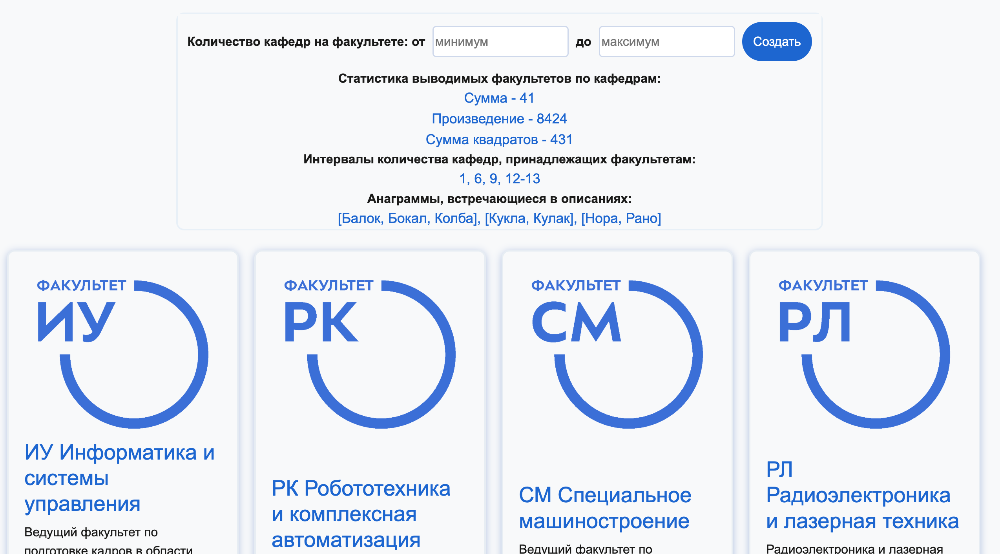 Количество кафедр на факультете: от минимум до максимум Создать
Статистика выводимых факультетов по кафедрам:
Сумма - 41
Произведение - 8424
Сумма квадратов - 431
Интервалы количества кафедр, принадлежащих факультетам:
1, 6, 9, 12-13
Анаграммы, встречающиеся в описаниях:
[Балок, Бокал, Колба], [Кукла, Кулак], [Нора, Рано]
ФАКУЛЬТЕТ
ИУ
ИУ Информатика и
системы
управления
Ведущий факультет по
подготовке кадров в области
ФАКУЛЬТЕТ
РК
РК Робототехника
и комплексная
автоматизация
ФАКУЛЬТЕТ
СМ
СМ Специальное
машиностроение
Ведущий факультет по
ФАКУЛЬТЕТ
РЛ
РЛ
Радиоэлектроника
и лазерная техника
Радиоэлектроника и лазерная